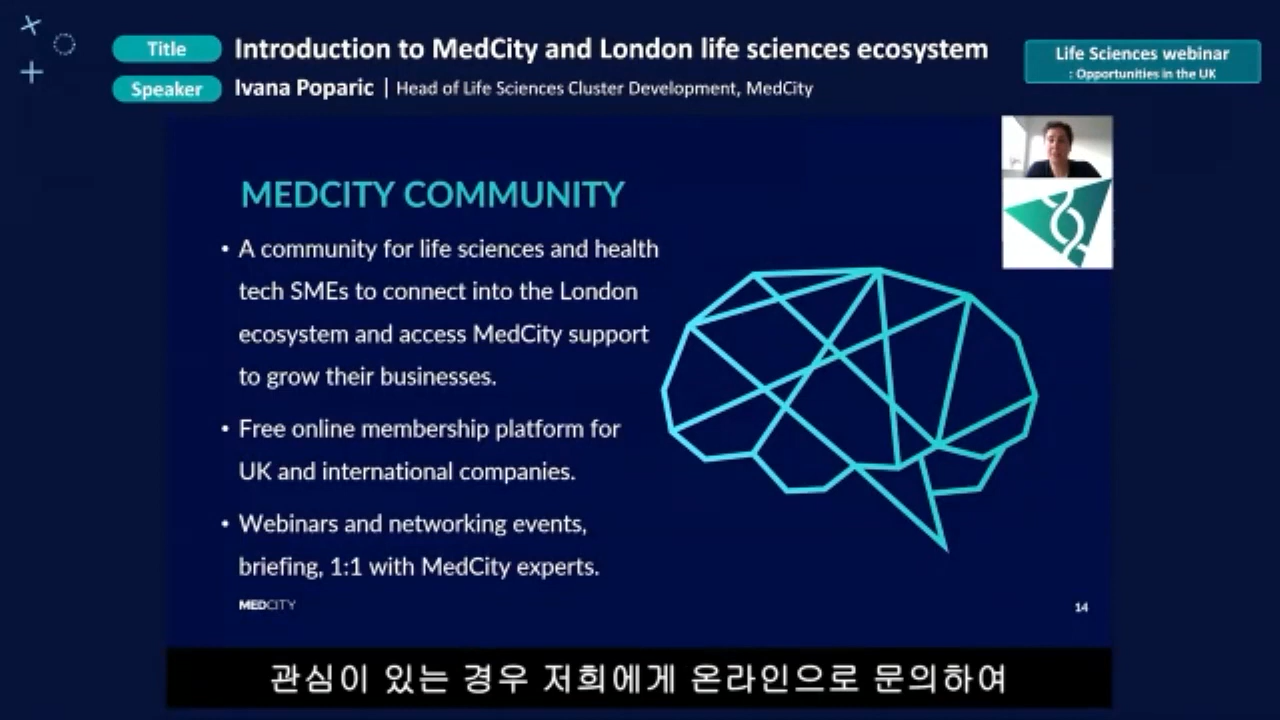 Title
Introduction to MedCity and London life sciences ecosystem
Speaker
Ivana Poparic | Head of Life Sciences Cluster Development, MedCity
Life Sciences webinar
: Opportunities in the UK
MEDCITY COMMUNITY
• A community for life sciences and health
tech SMEs to connect into the London
ecosystem and access MedCity support
to grow their businesses.
• Free online membership platform for
UK and international companies.
• Webinars and networking events,
briefing, 1:1 with MedCity experts.
MEDCITY
14
관심이 있는 경우 저희에게 온라인으로 문의하여